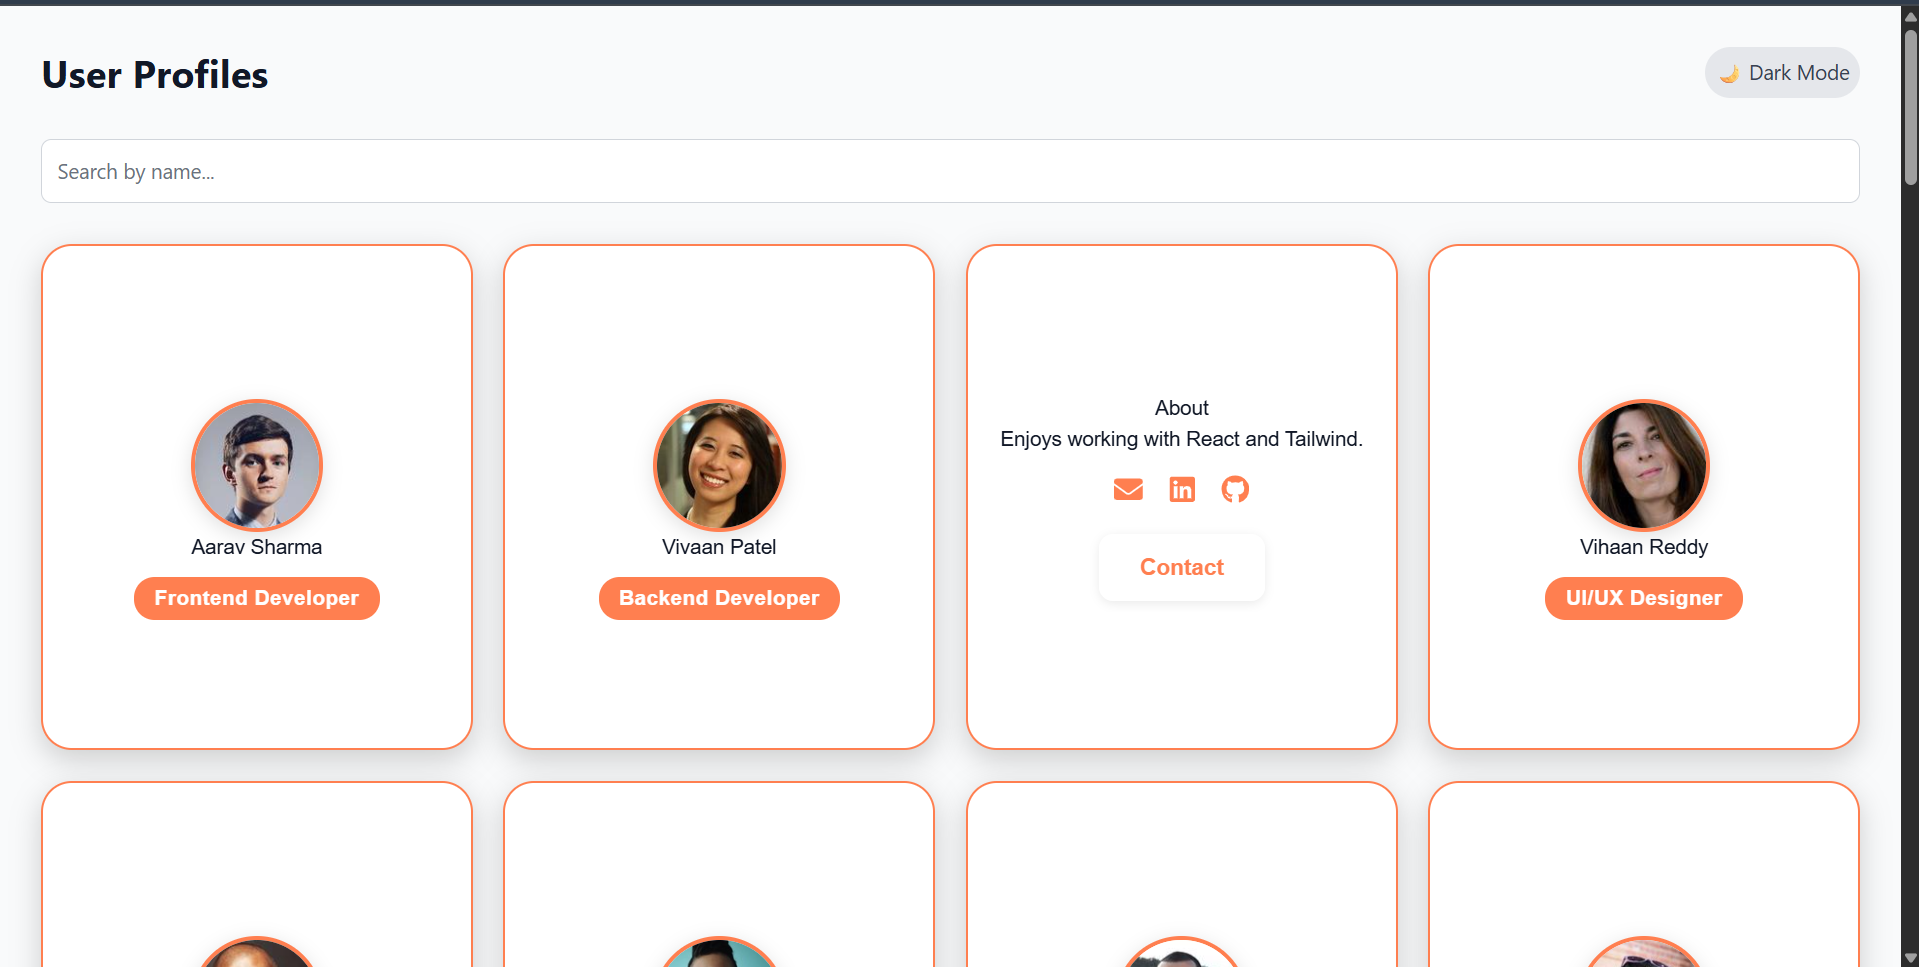 User Profiles
Dark Mode
Search by name...
Aarav Sharma
Frontend Developer
Vivaan Patel
Backend Developer
About
Enjoys working with React and Tailwind.
in
Contact
Vihaan Reddy
UI/UX Designer